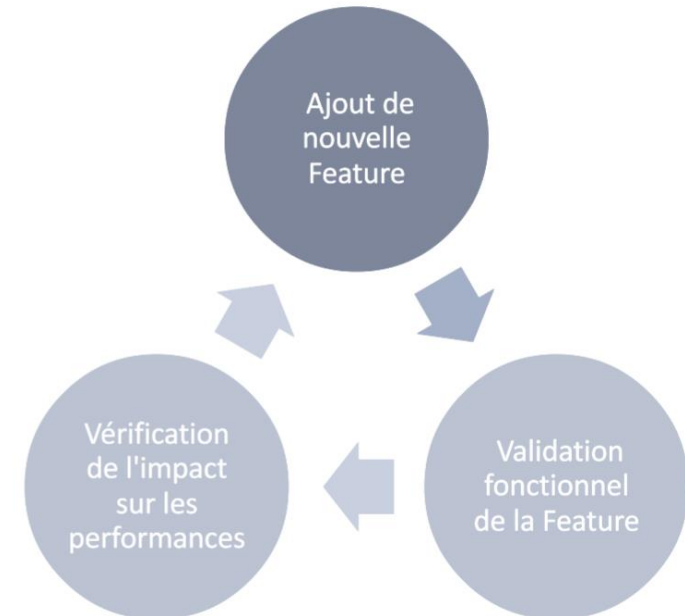 Ajout de
nouvelle
Feature
Vérification
de l'impact
sur les
performances
Validation
fonctionnel
de la Feature